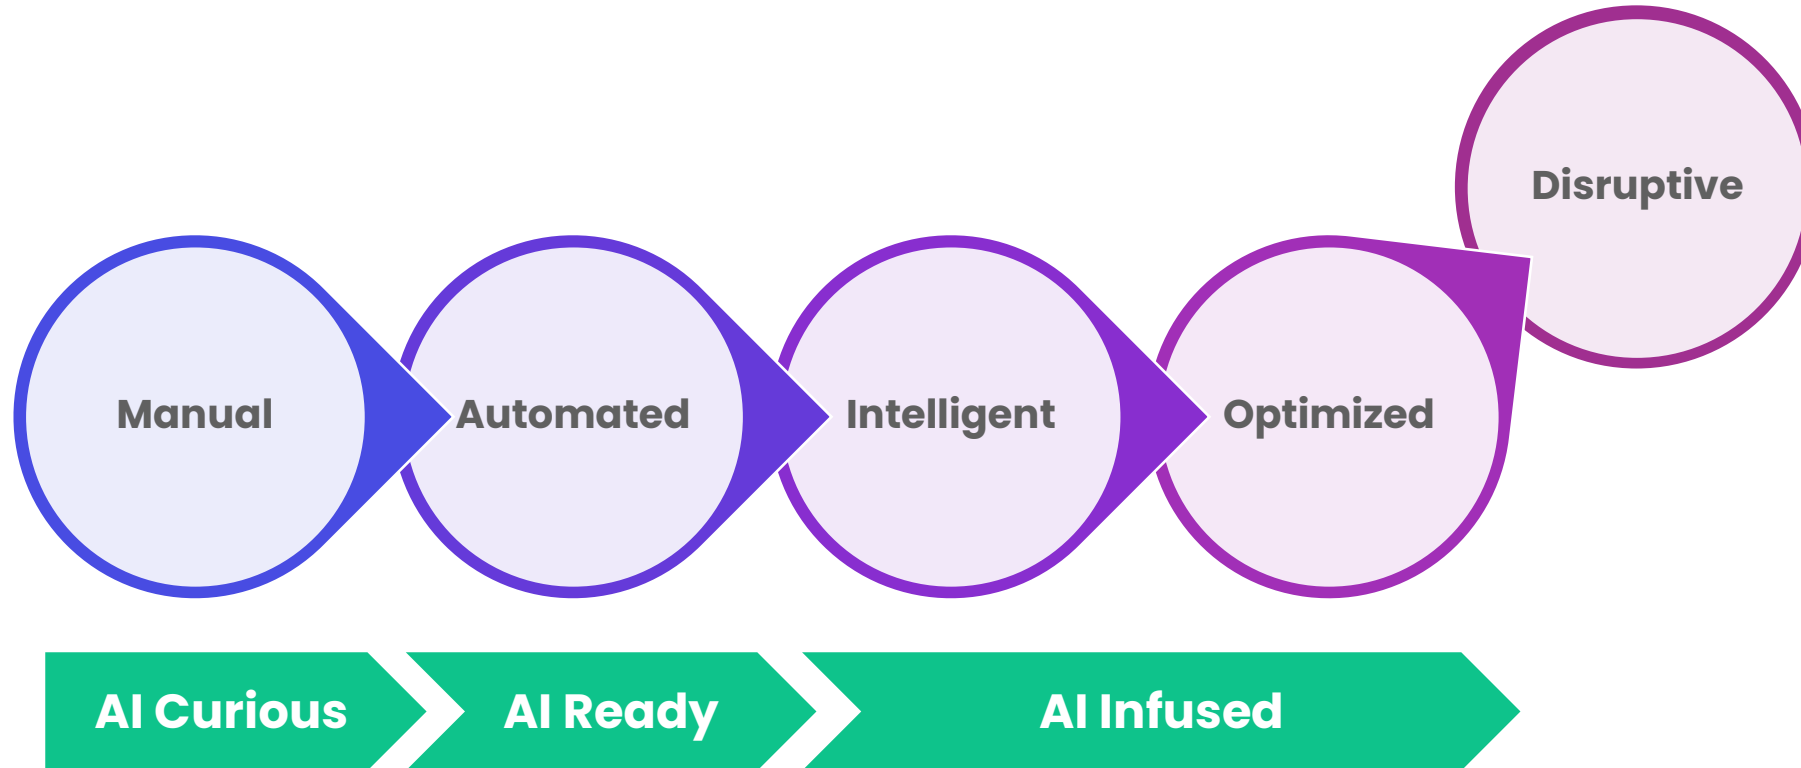 Disruptive
Manual
Automated
Intelligent
Optimized
AI Curious
AI Ready
AI Infused